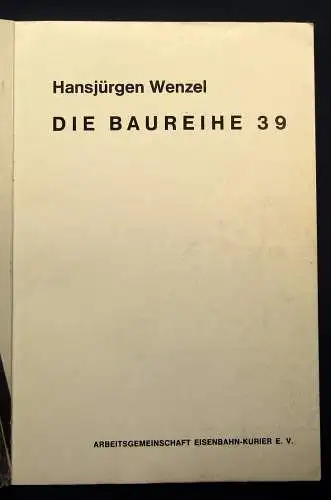 Hansjürgen Wenzel
DIE BAUREIHE 39
ARBEITSGEMEINSCHAFT EISENBAHN-KURIER E. V.